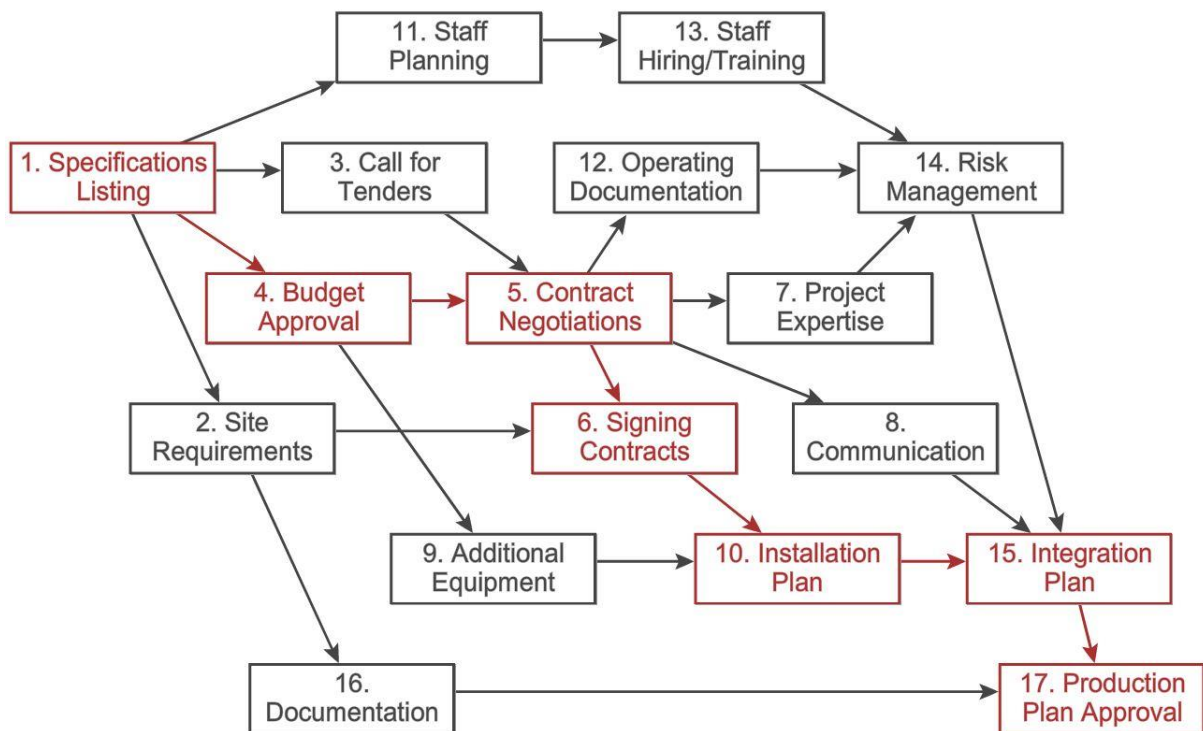 11. Staff
Planning
13. Staff
Hiring/Training
1. Specifications
Listing
3. Call for
Tenders
12. Operating
Documentation
14. Risk
Management
4. Budget
Approval
5. Contract
Negotiations
7. Project
Expertise
2. Site
Requirements
6. Signing
Contracts
8.
Communication
9. Additional
Equipment
10. Installation
Plan
15. Integration
Plan
16.
Documentation
17. Production
Plan Approval